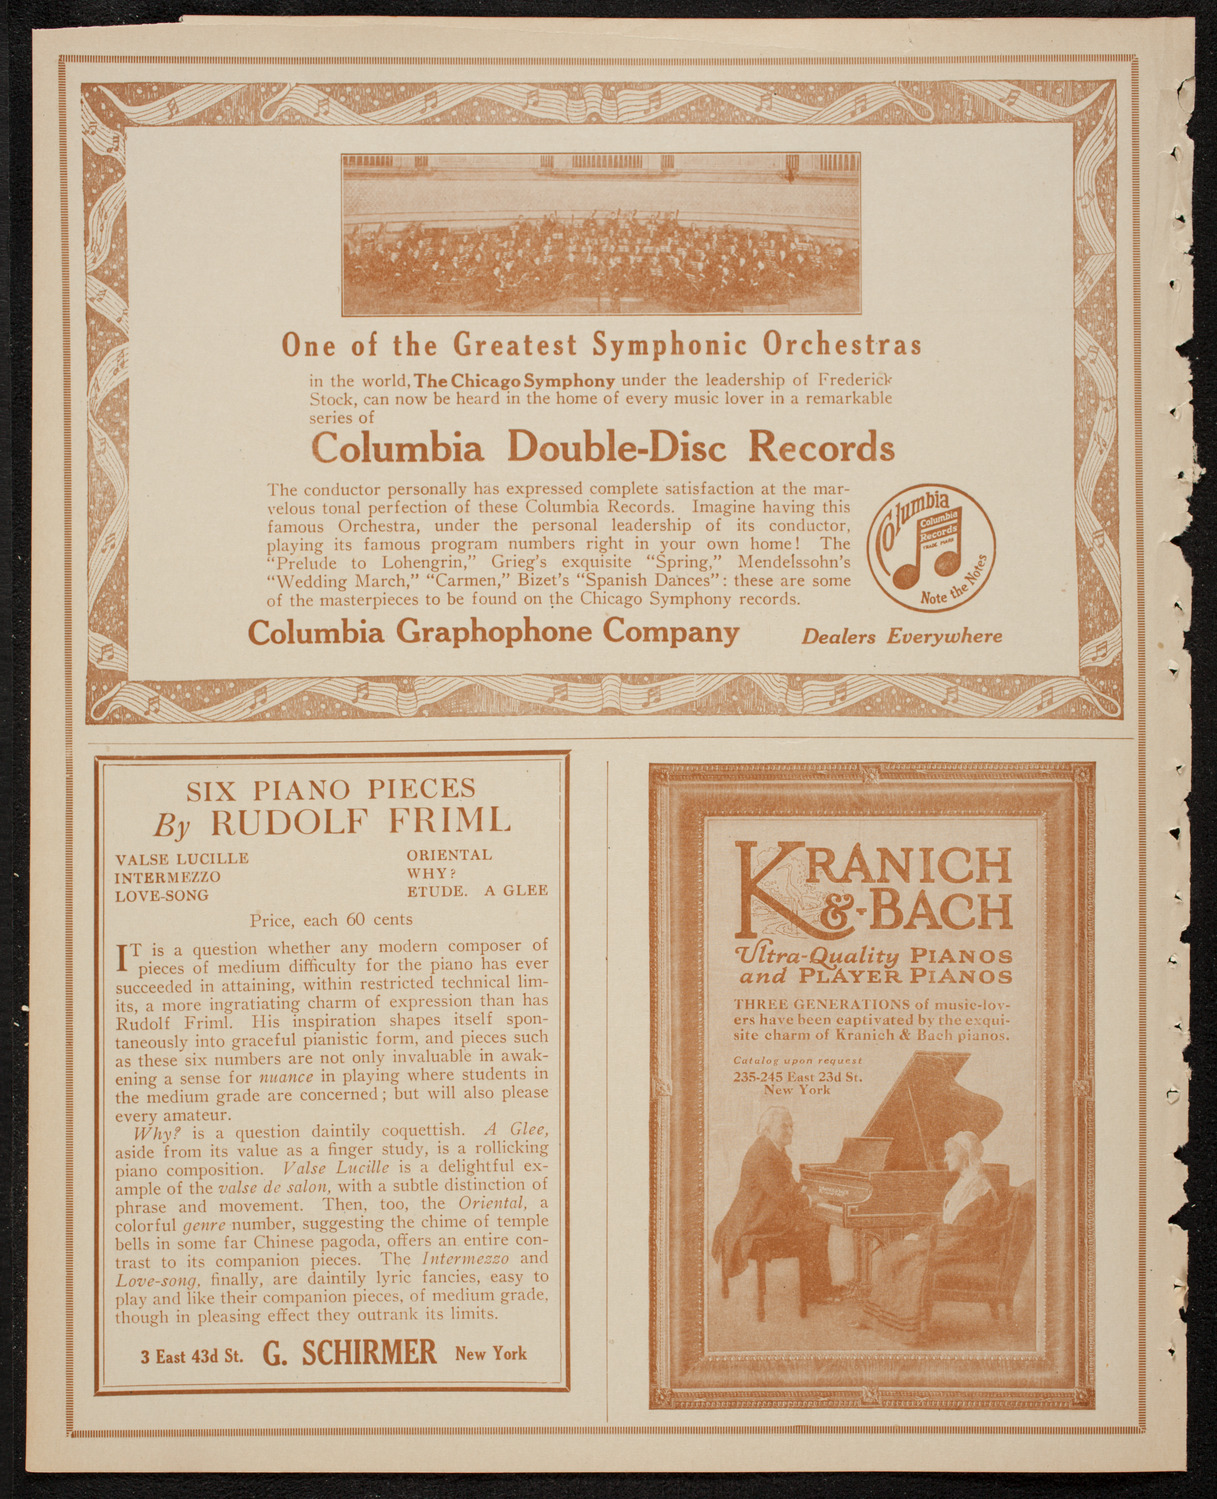 One of the Greatest Symphonic Orchestras
in the world, The Chicago Symphony under the leadership of Frederick
Stock, can now be heard in the home of every music lover in a remarkable
series of
Columbia Double-Disc Records
The conductor personally has expressed complete satisfaction at the mar-
velous tonal perfection of these Columbia Records. Imagine having this
famous Orchestra, under the personal leadership of its conductor,
playing its famous program numbers right in your own home! The
"Prelude to Lohengrin," Grieg's exquisite "Spring," Mendelssohn's
"Wedding March," "Carmen," Bizet's "Spanish Dances": these are some
of the masterpieces to be found on the Chicago Symphony records.
Columbia
Columbia
Records
TRADE MARK
Note the Notes
Columbia Graphophone Company Dealers Everywhere
SIX PIANO PIECES
By RUDOLF FRIML
VALSE LUCILLE ORIENTAL
INTERMEZZO WHY?
LOVE-SONG ETUDE. A GLEE
Price, each 60 cents
IT is a question whether any modern composer of
pieces of medium difficulty for the piano has ever
succeeded in attaining, within restricted technical lim-
its, a more ingratiating charm of expression than has
Rudolf Friml. His inspiration shapes itself spon-
taneously into graceful pianistic form, and pieces such
as these six numbers are not only invaluable in awak-
ening a sense for nuance in playing where students in
the medium grade are concerned; but will also please
every amateur.
Why? is a question daintily coquettish. A Glee,
aside from its value as a finger study, is a rollicking
piano composition. Valse Lucille is a delightful ex-
ample of the valse de salon, with a subtle distinction of
phrase and movement. Then, too, the Oriental, a
colorful genre number, suggesting the chime of temple
bells in some far Chinese pagoda, offers an entire con-
trast to its companion pieces. The Intermezzo and
Love-song, finally, are daintily lyric fancies, easy to
play and like their companion pieces, of medium grade,
though in pleasing effect they outrank its limits.
3 East 43d St. G. SCHIRMER New York
KRANICH
&-BACH
Ultra-Quality PIANOS
and PLAYER PIANOS
THREE GENERATIONS of music-lov-
ers have been captivated by the exqui-
site charm of Kranich & Bach pianos.
Catalog upon request
235-245 East 23d St.
New York